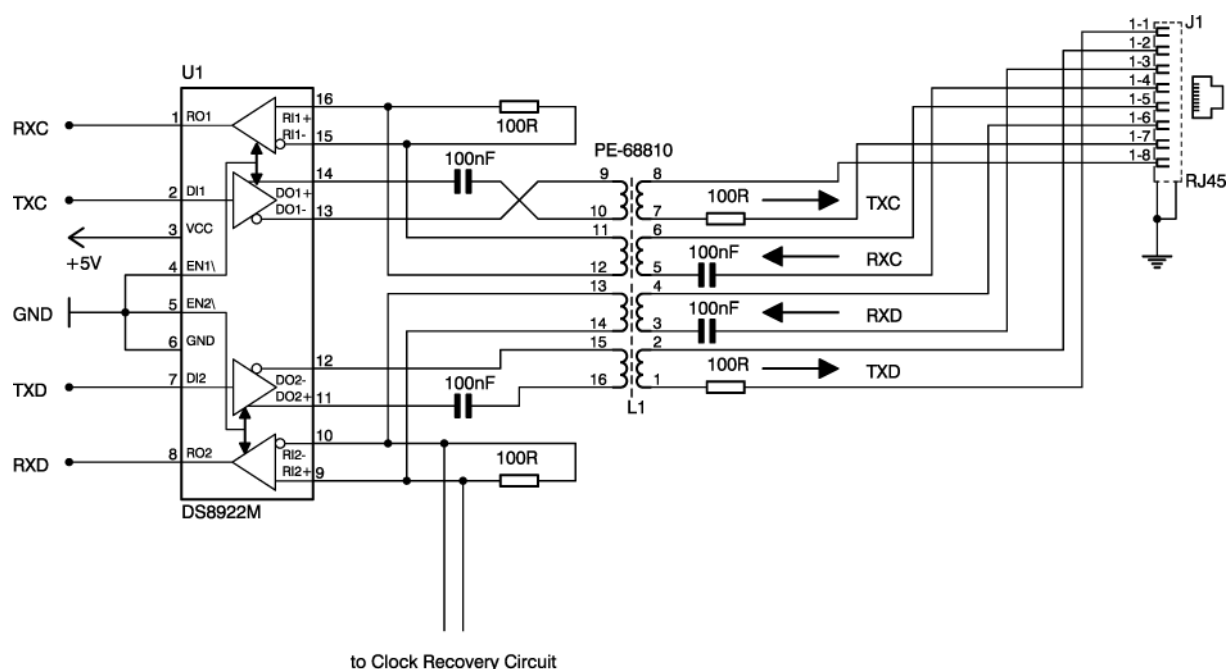 U1
RXC
1
RO1
RI1+
RI1-
16
15
100R
TXC
2
DI1
DO1+
DO1-
14
13
100nF
3
VCC
+5V
4
EN1\
GND
5
EN2\
6
GND
TXD
7
DI2
DO2-
DO2+
12
11
100nF
RXD
8
RO2
RI2-
RI2+
10
9
100R
DS8922M
PE-68810
9
10
11
12
13
14
15
16
8
7
6
5
4
3
2
1
L1
100R
TXC
100nF
RXC
100nF
RXD
100R
TXD
J1
1-1
1-2
1-3
1-4
1-5
1-6
1-7
1-8
RJ45
to Clock Recovery Circuit